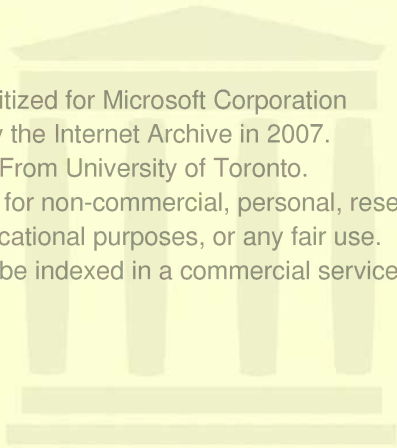 itized for Microsoft Corporation
y the Internet Archive in 2007.
From University of Toronto.
for non-commercial, personal, rese
cational purposes, or any fair use.
be indexed in a commercial service